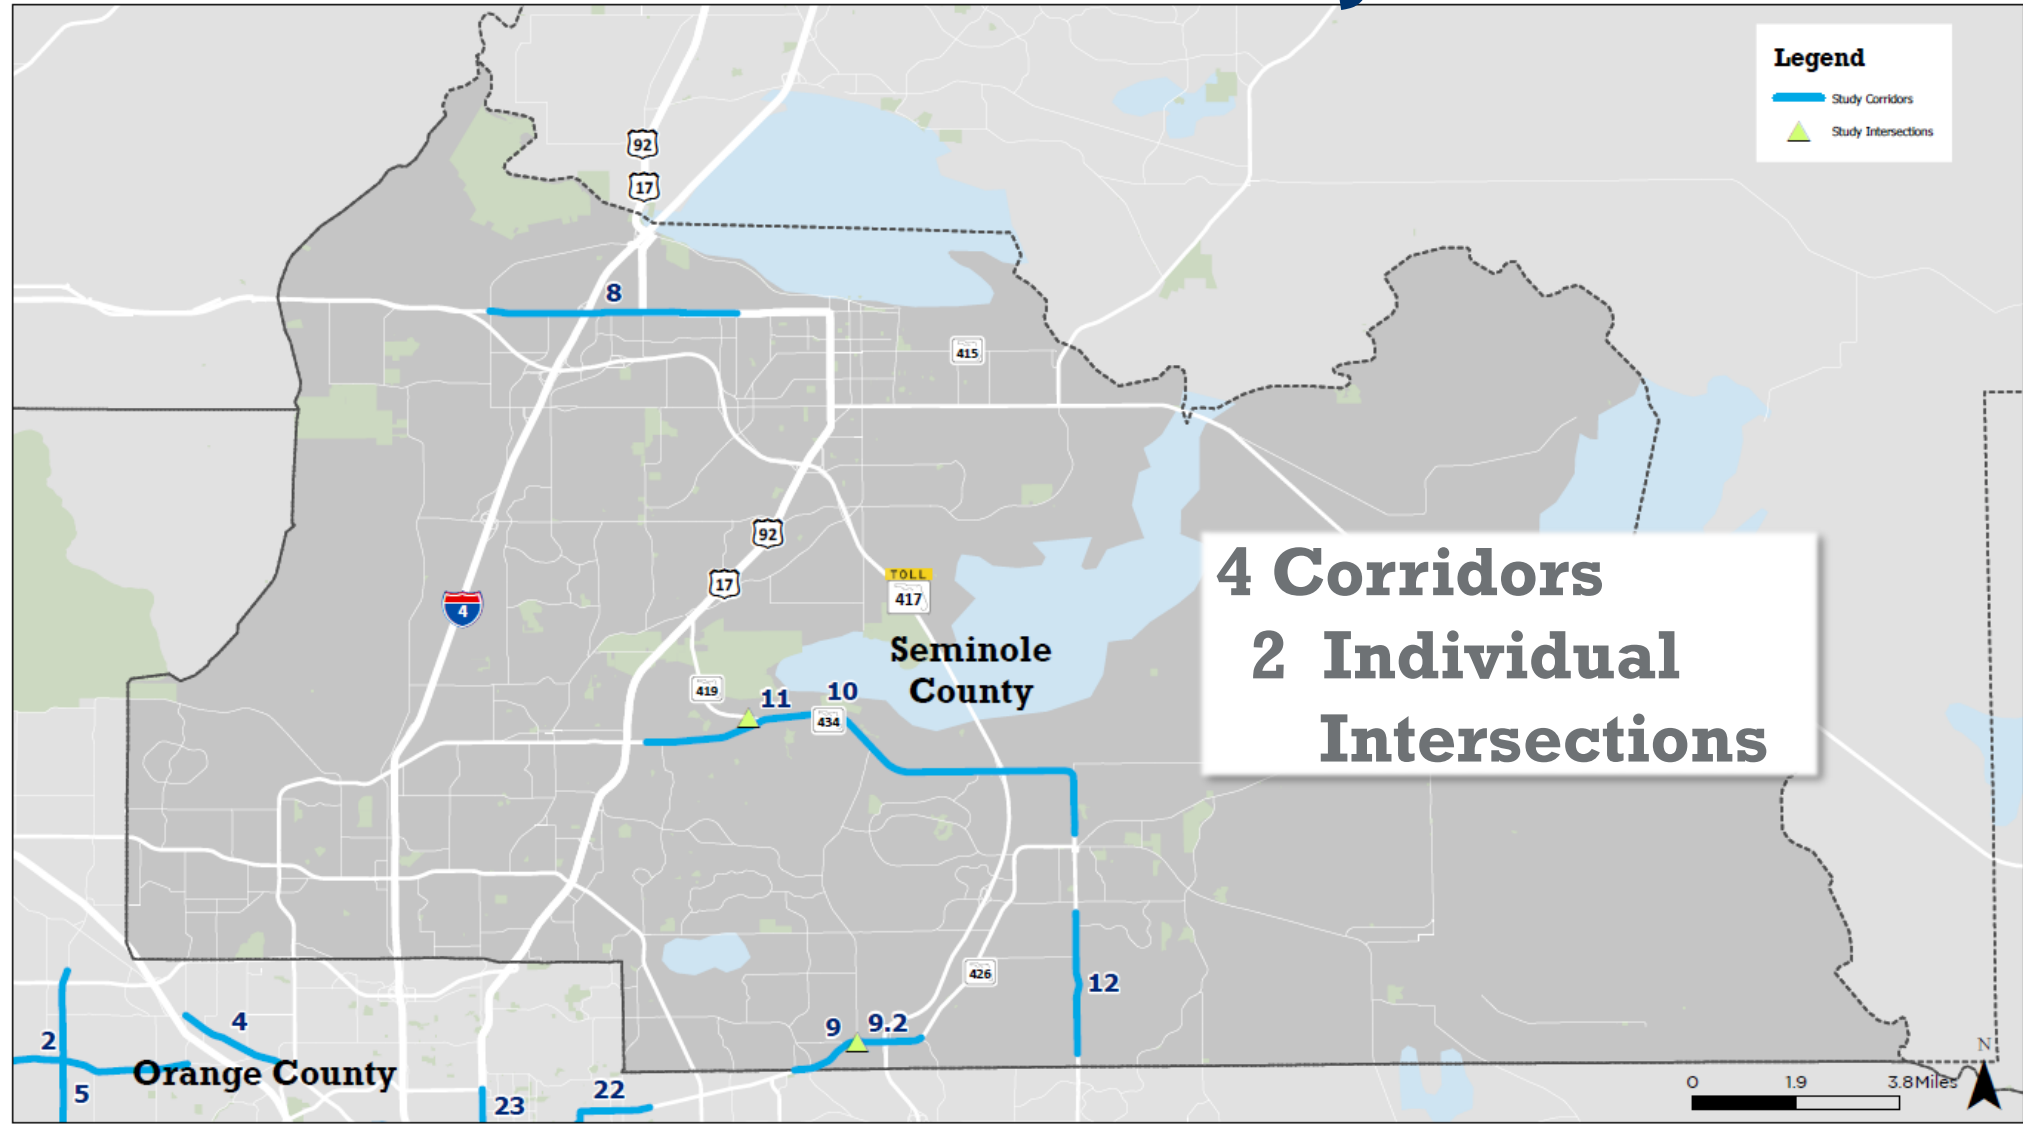 Legend
Study Corridors
Study Intersections
92
17
8
415
92
17
4
TOLL
417
4 Corridors
2 Individual
Intersections
Seminole
County
419
11
10
434
426
12
9
9.2
2
4
Orange County
5
23
22
N
0 1.9 3.8Miles